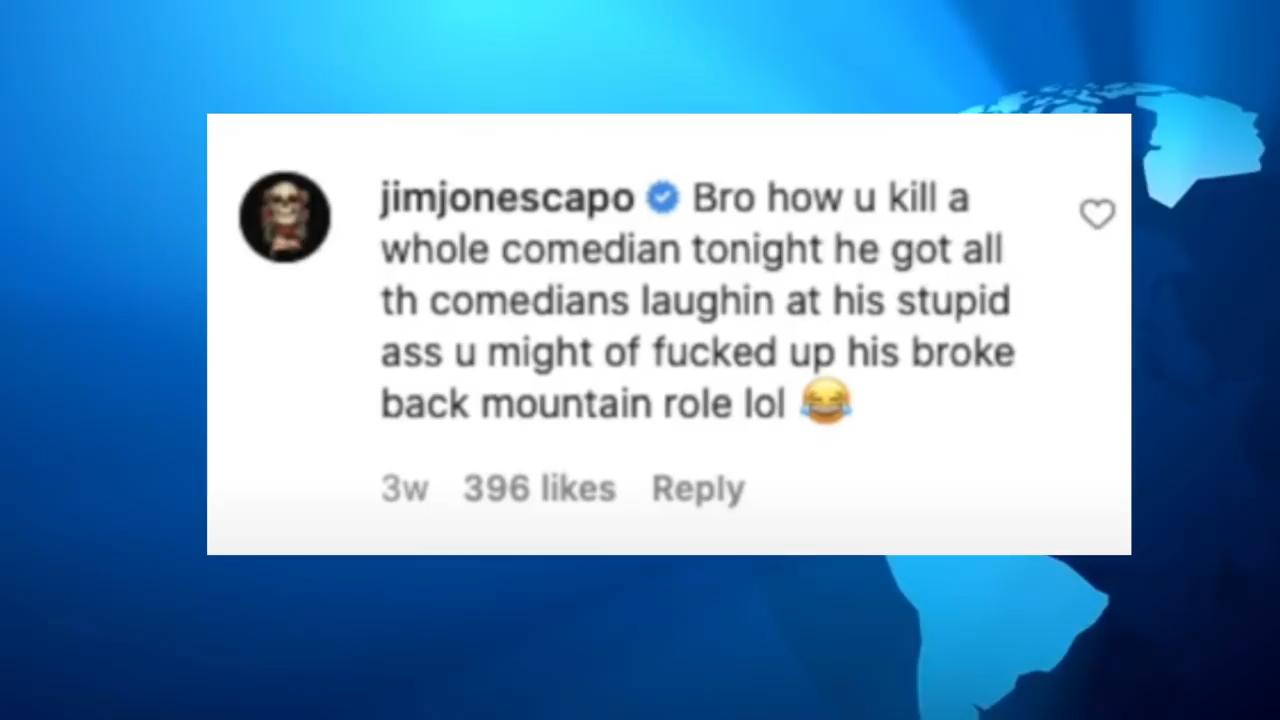 jimjonescapo Bro how u kill a
whole comedian tonight he got all
th comedians laughin at his stupid
ass u might of fucked up his broke
back mountain role lol 😂
3w 396 likes Reply